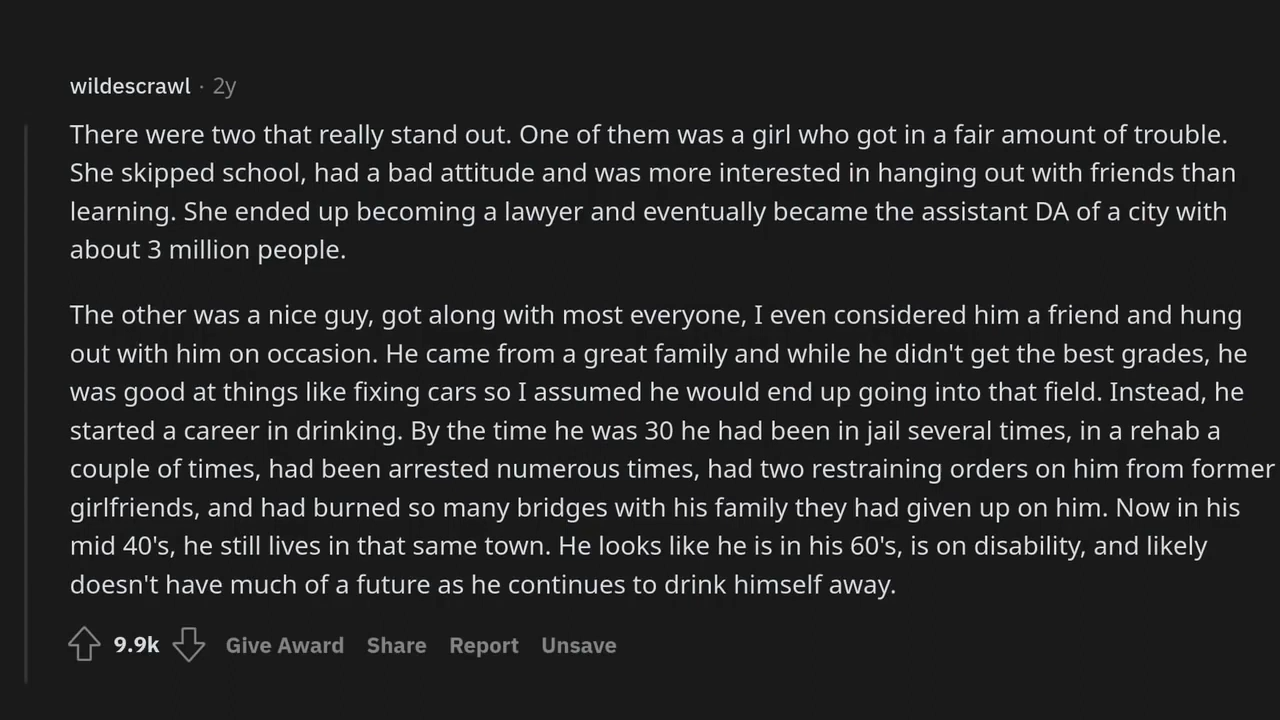 wildescrawl · 2y
There were two that really stand out. One of them was a girl who got in a fair amount of trouble.
She skipped school, had a bad attitude and was more interested in hanging out with friends than
learning. She ended up becoming a lawyer and eventually became the assistant DA of a city with
about 3 million people.
The other was a nice guy, got along with most everyone, I even considered him a friend and hung
out with him on occasion. He came from a great family and while he didn't get the best grades, he
was good at things like fixing cars so I assumed he would end up going into that field. Instead, he
started a career in drinking. By the time he was 30 he had been in jail several times, in a rehab a
couple of times, had been arrested numerous times, had two restraining orders on him from former
girlfriends, and had burned so many bridges with his family they had given up on him. Now in his
mid 40's, he still lives in that same town. He looks like he is in his 60's, is on disability, and likely
doesn't have much of a future as he continues to drink himself away.
9.9k Give Award Share Report Unsave